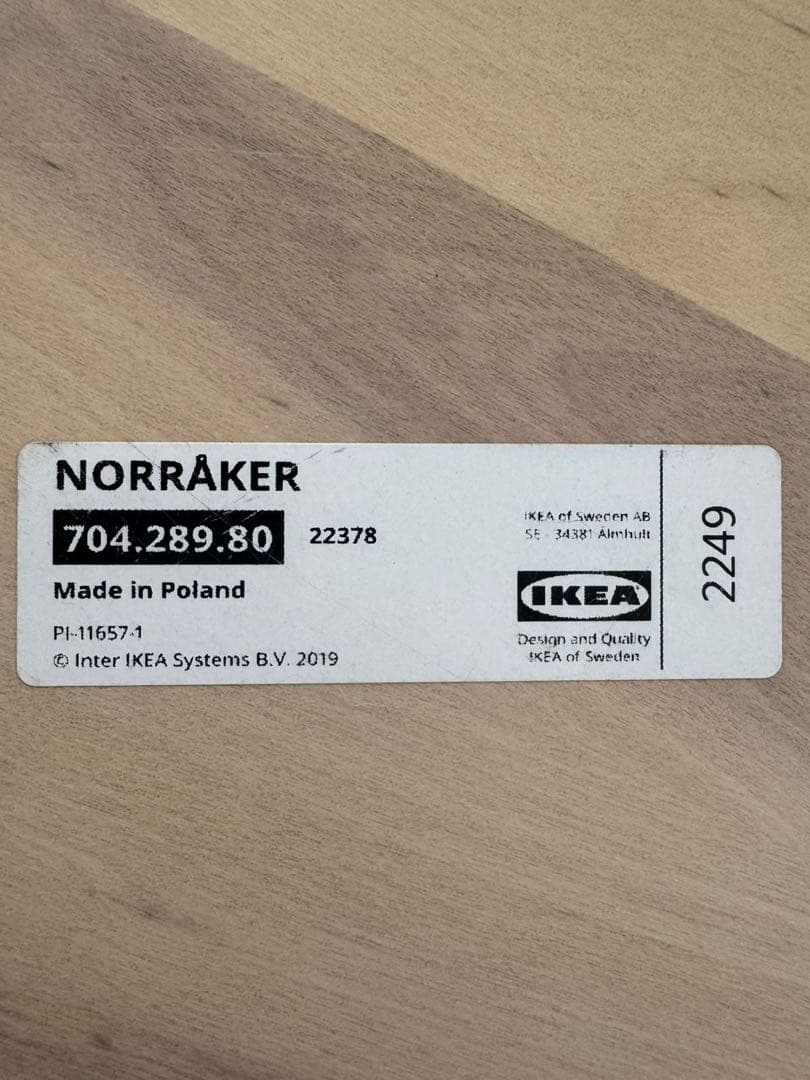 NORRÅKER
704.289.80 22378
Made in Poland
PI-11657-1
© Inter IKEA Systems B.V. 2019
IKEA of Sweden AB
SE - 34381 Älmhult
IKEA
Design and Quality
IKEA of Sweden
2249